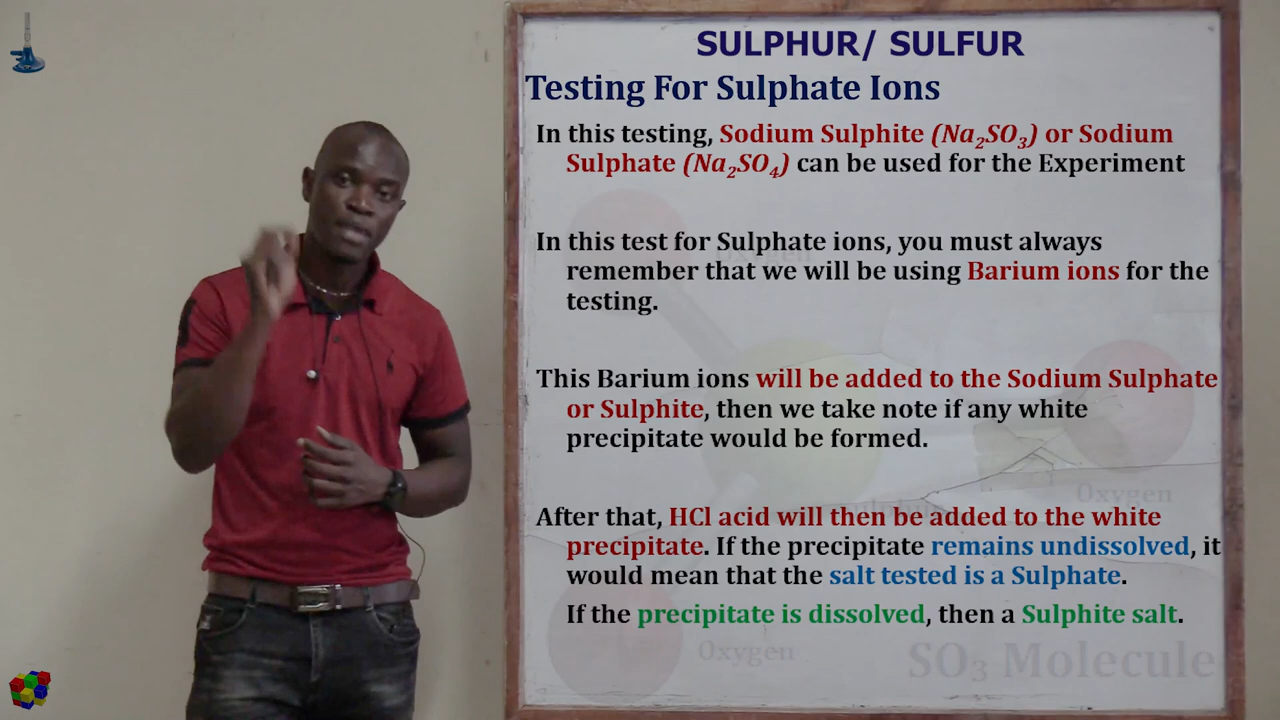 SULPHUR/ SULFUR
Testing For Sulphate Ions
In this testing, Sodium Sulphite (Na₂SO₃) or Sodium
Sulphate (Na₂SO₄) can be used for the Experiment
In this test for Sulphate ions, you must always
remember that we will be using Barium ions for the
testing.
This Barium ions will be added to the Sodium Sulphate
or Sulphite, then we take note if any white
precipitate would be formed.
After that, HCl acid will then be added to the white
precipitate. If the precipitate remains undissolved, it
would mean that the salt tested is a Sulphate.
If the precipitate is dissolved, then a Sulphite salt.
Oxygen
Oxygen
sulphur
Oxygen
SO₃ Molecule